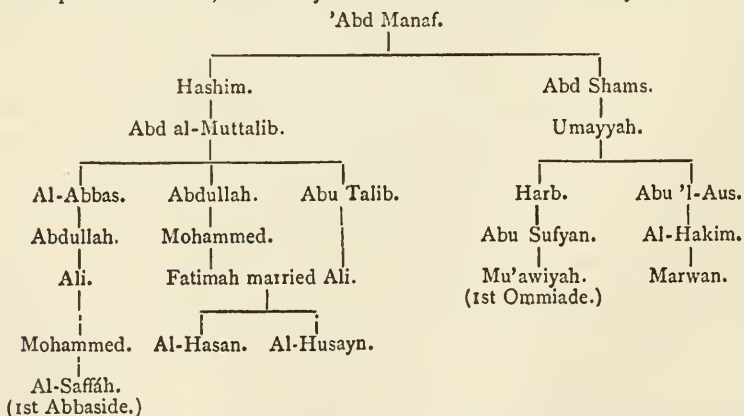 'Abd Manaf.
Hashim. Abd Shams.
Abd al-Muttalib. Umayyah.
Al-Abbas. Abdullah. Abu Talib. Harb. Abu 'l-Aus.
Abdullah. Mohammed. Abu Sufyan. Al-Hakim.
Ali. Fatimah married Ali. Mu'awiyah. Marwan.
(1st Ommiade.)
Mohammed. Al-Hasan. Al-Husayn.
Al-Saffáh.
(1st Abbaside.)